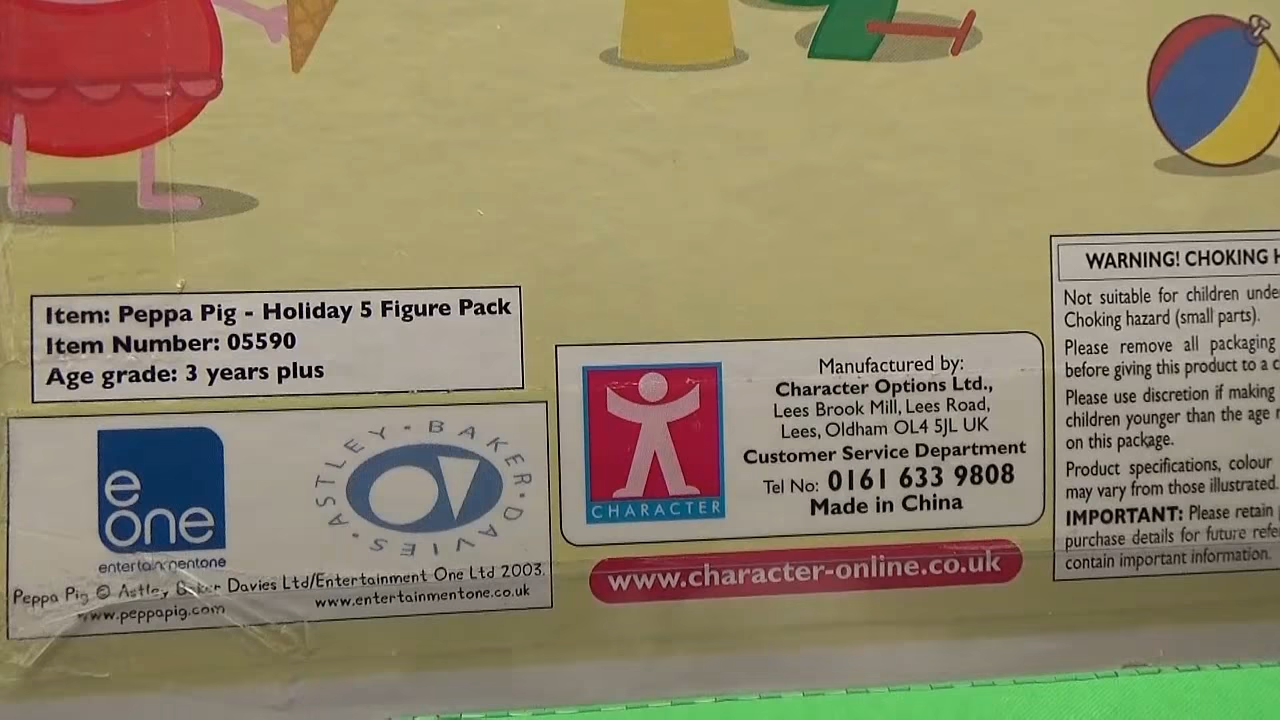 Item: Peppa Pig - Holiday 5 Figure Pack
Item Number: 05590
Age grade: 3 years plus
e
one
entertainmentone
ASTLEY · BAKER · DAVIES ·
Peppa Pig © Astley Baker Davies Ltd/Entertainment One Ltd 2003.
www.peppapig.com
www.entertainmentone.co.uk
CHARACTER
Manufactured by:
Character Options Ltd.,
Lees Brook Mill, Lees Road,
Lees, Oldham OL4 5JL UK
Customer Service Department
Tel No: 0161 633 9808
Made in China
www.character-online.co.uk
WARNING! CHOKING
Not suitable for children
Choking hazard (small parts).
Please remove all packaging
before giving this product to a
Please use discretion if making
children younger than the age
on this package.
Product specifications, colour
may vary from those illustrated.
IMPORTANT: Please retain
purchase details for future
contain important information.